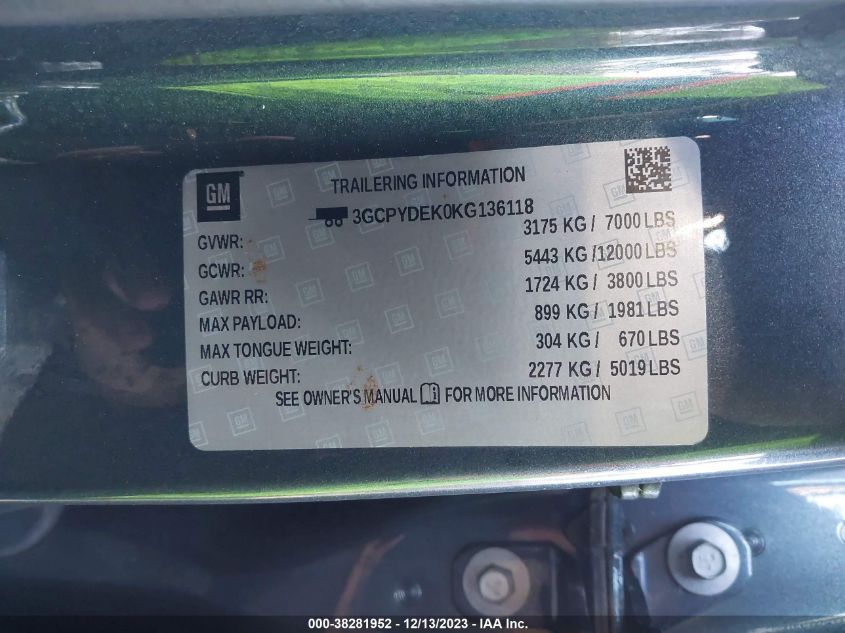 GM
TRAILERING INFORMATION
3GCPYDEK0KG136118
GVWR: 3175 KG / 7000 LBS
GCWR: 5443 KG / 12000 LBS
GAWR RR: 1724 KG / 3800 LBS
MAX PAYLOAD: 899 KG / 1981 LBS
MAX TONGUE WEIGHT: 304 KG / 670 LBS
CURB WEIGHT: 2277 KG / 5019 LBS
SEE OWNER'S MANUAL FOR MORE INFORMATION
000-38281952 - 12/13/2023 - IAA Inc.